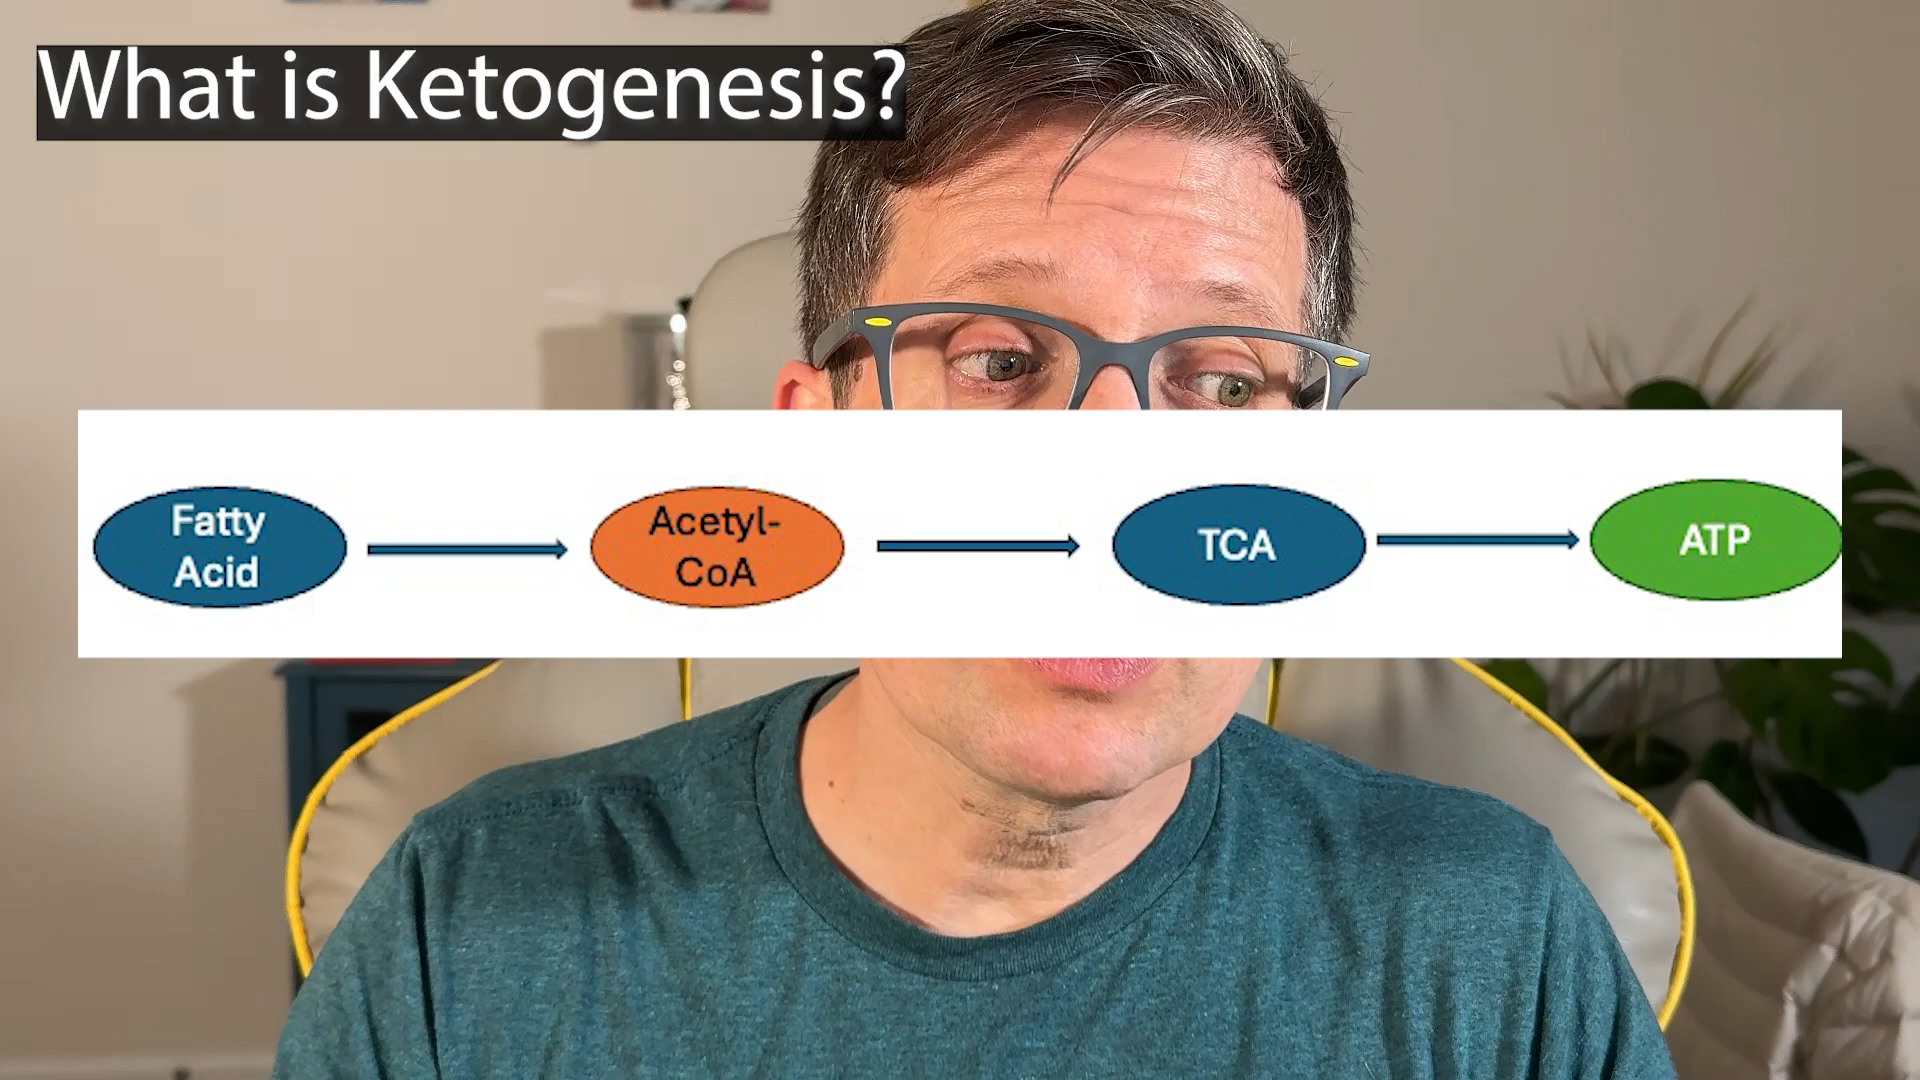 What is Ketogenesis?
Fatty
Acid
Acetyl-
CoA
TCA
ATP